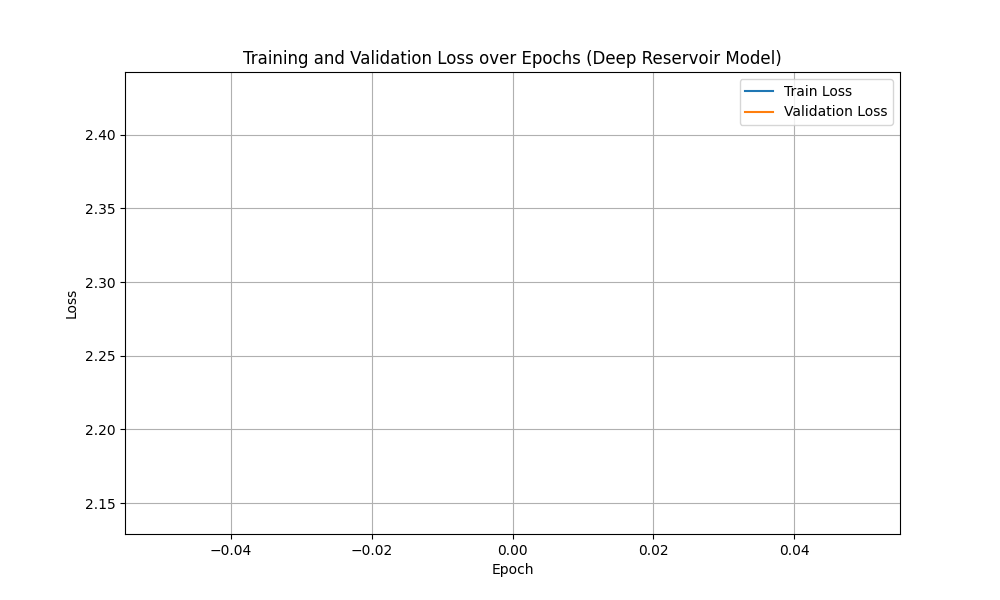 Training and Validation Loss over Epochs (Deep Reservoir Model)
Train Loss
Validation Loss
2.40
2.35
2.30
2.25
2.20
2.15
Loss
−0.04
−0.02
0.00
0.02
0.04
Epoch